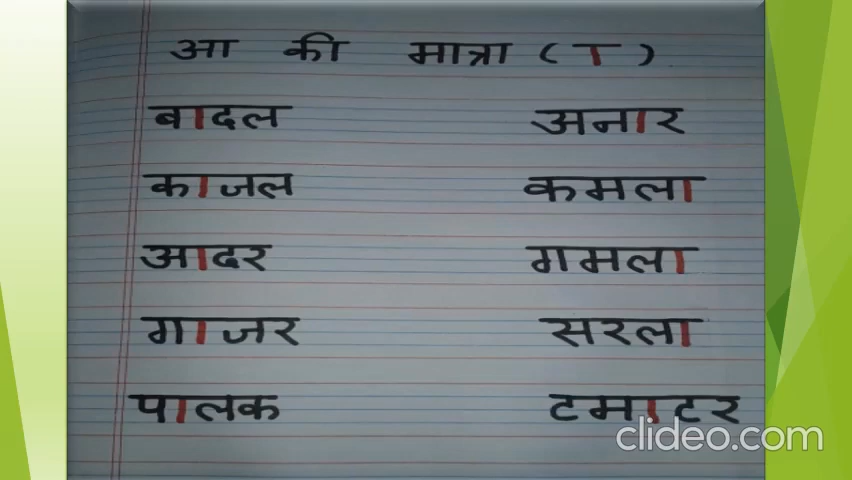 आ की मात्रा ( ा )
बादल अनार
काजल कमला
आदर गमला
गाजर सरला
पालक टमाटर
clideo.com